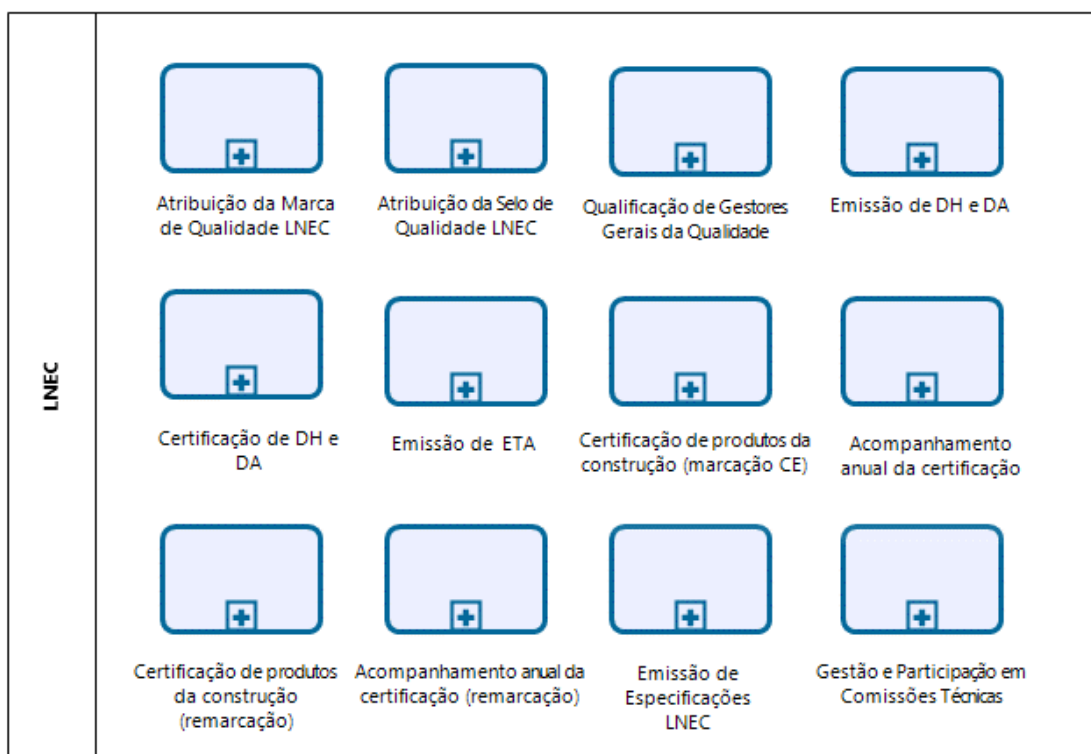 LNEC
Atribuição da Marca
de Qualidade LNEC
Atribuição da Selo de
Qualidade LNEC
Qualificação de Gestores
Gerais da Qualidade
Emissão de DH e DA
Certificação de DH e
DA
Emissão de ETA
Certificação de produtos da
construção (marcação CE)
Acompanhamento
anual da certificação
Certificação de produtos
da construção
(remarcação)
Acompanhamento anual da
certificação (remarcação)
Emissão de
Especificações
LNEC
Gestão e Participação em
Comissões Técnicas